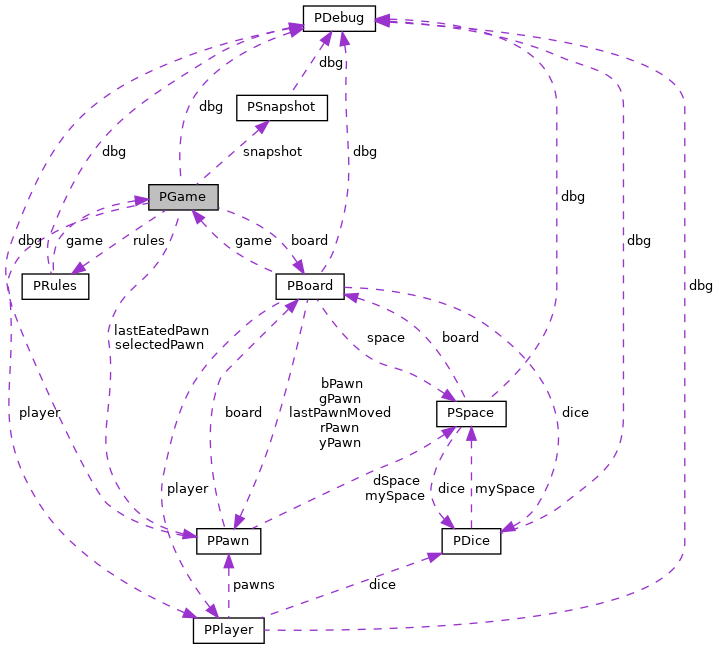 PDebug
dbg
PSnapshot
dbg
dbg
dbg
snapshot
PGame
dbg
game
rules
game
board
dbg
dbg
PRules
PBoard
dbg
lastEatedPawn
selectedPawn
space
board
bPawn
gPawn
lastPawnMoved
rPawn
yPawn
player
board
PSpace
dice
dSpace
mySpace
player
dice
mySpace
PPawn
PDice
pawns
dice
PPlayer